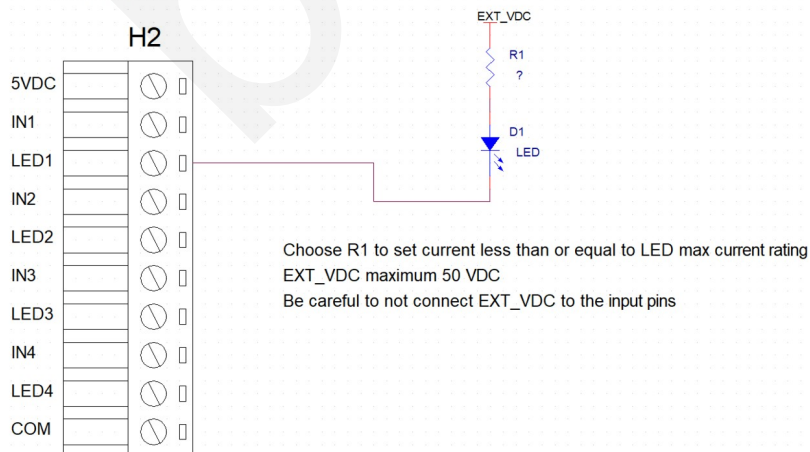 EXT_VDC
H2
R1
?
5VDC
IN1
D1
LED
LED1
IN2
LED2
Choose R1 to set current less than or equal to LED max current rating
IN3
EXT_VDC maximum 50 VDC
Be careful to not connect EXT_VDC to the input pins
LED3
IN4
LED4
COM